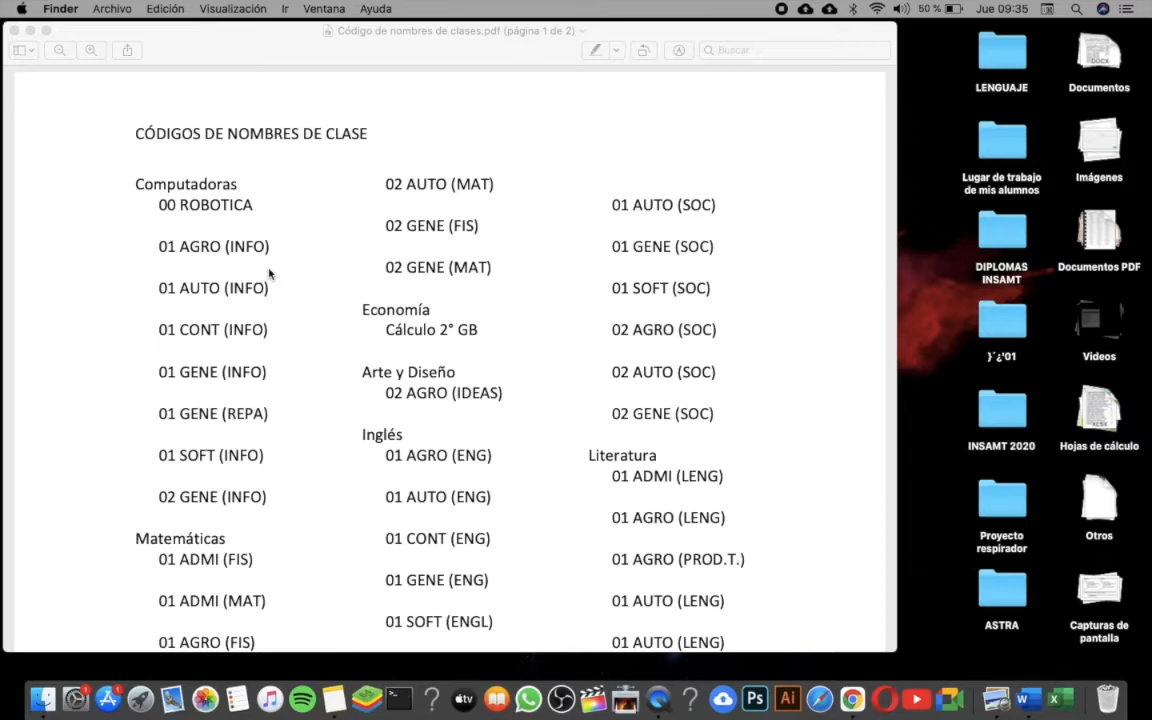 Finder Archivo Edición Visualización Ir Ventana Ayuda
50 % Jue 09:35
Código de nombres de clases.pdf (página 1 de 2)
Buscar
CÓDIGOS DE NOMBRES DE CLASE
Computadoras
00 ROBOTICA
01 AGRO (INFO)
01 AUTO (INFO)
01 CONT (INFO)
01 GENE (INFO)
01 GENE (REPA)
01 SOFT (INFO)
02 GENE (INFO)
Matemáticas
01 ADMI (FIS)
01 ADMI (MAT)
01 AGRO (FIS)
02 AUTO (MAT)
02 GENE (FIS)
02 GENE (MAT)
Economía
Cálculo 2° GB
Arte y Diseño
02 AGRO (IDEAS)
Inglés
01 AGRO (ENG)
01 AUTO (ENG)
01 CONT (ENG)
01 GENE (ENG)
01 SOFT (ENGL)
01 AUTO (SOC)
01 GENE (SOC)
01 SOFT (SOC)
02 AGRO (SOC)
02 AUTO (SOC)
02 GENE (SOC)
Literatura
01 ADMI (LENG)
01 AGRO (LENG)
01 AGRO (PROD.T.)
01 AUTO (LENG)
01 AUTO (LENG)
LENGUAJE
Documentos
Lugar de trabajo
de mis alumnos
Imágenes
DIPLOMAS
INSAMT
Documentos PDF
}¨¿'01
Videos
INSAMT 2020
Hojas de cálculo
Proyecto
respirador
Otros
ASTRA
Capturas de
pantalla
DOCX
XLSX
1
1
tv
Ps
Ai
W
X